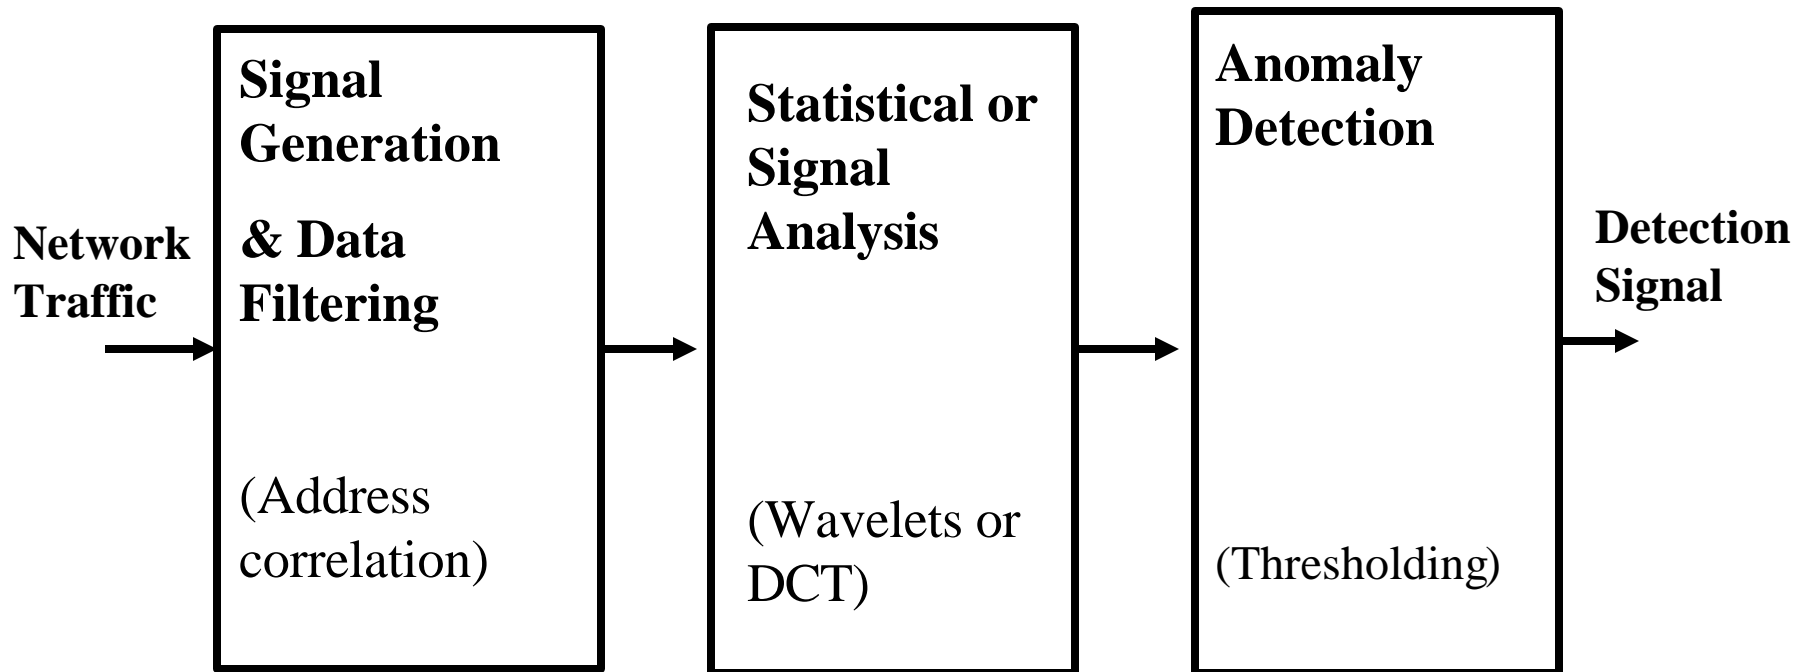 Network
Traffic
Signal
Generation
& Data
Filtering
(Address
correlation)
Statistical or
Signal
Analysis
(Wavelets or
DCT)
Anomaly
Detection
(Thresholding)
Detection
Signal